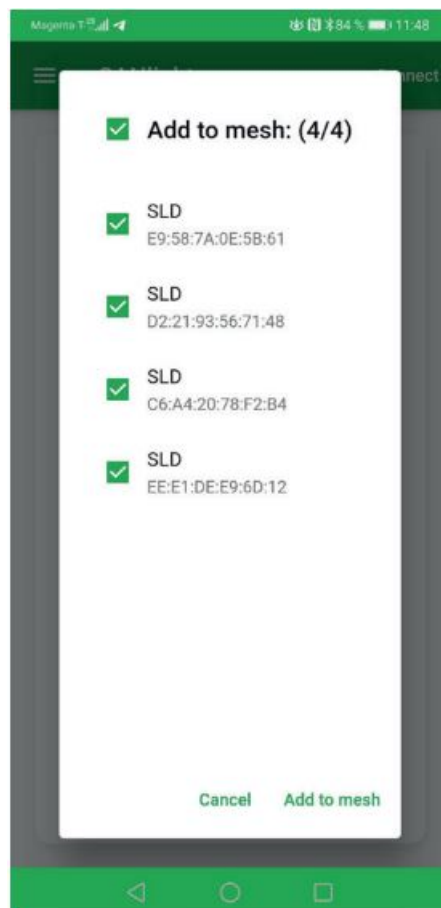 Magenta T- 84 % 11:48
Connect
Add to mesh: (4/4)
SLD
E9:58:7A:0E:5B:61
SLD
D2:21:93:56:71:48
SLD
C6:A4:20:78:F2:B4
SLD
EE:E1:DE:E9:6D:12
Cancel Add to mesh